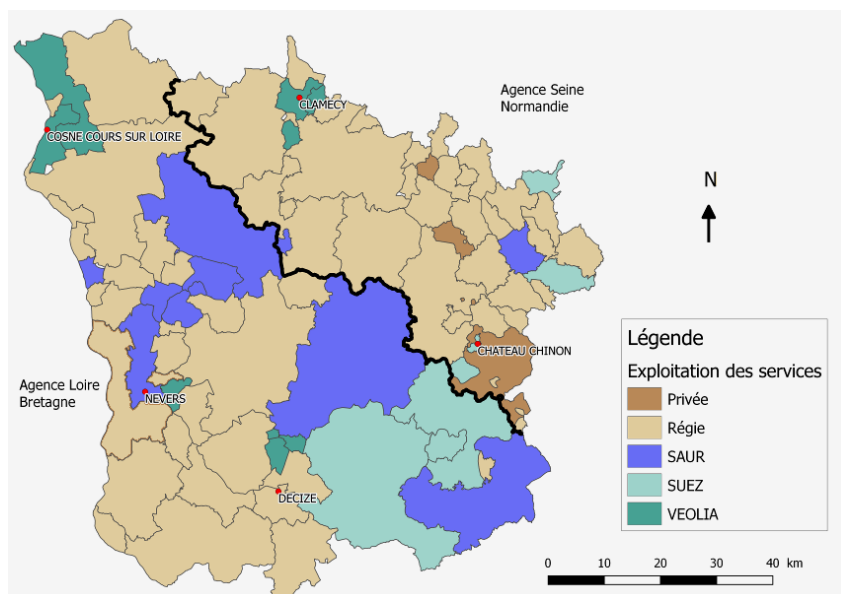 Agence Seine
Normandie
CLAMECY
COSNE COURS SUR LOIRE
N
CHATEAU CHINON
Agence Loire
Bretagne
NEVERS
DECIZE
Légende
Exploitation des services
Privée
Régie
SAUR
SUEZ
VEOLIA
0 10 20 30 40 km